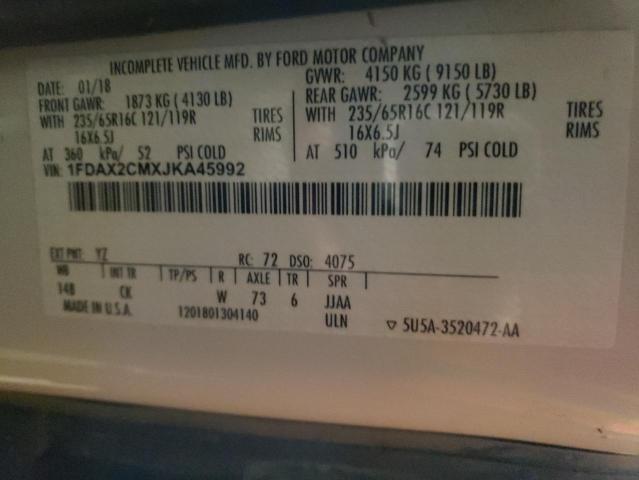 INCOMPLETE VEHICLE MFD. BY FORD MOTOR COMPANY
DATE: 01/18 GVWR: 4150 KG ( 9150 LB)
FRONT GAWR: 1873 KG ( 4130 LB) REAR GAWR: 2599 KG ( 5730 LB)
WITH 235/65R16C 121/119R TIRES WITH 235/65R16C 121/119R TIRES
16X6.5J RIMS 16X6.5J RIMS
AT 360 kPa/ 52 PSI COLD AT 510 kPa/ 74 PSI COLD
VIN: 1FDAX2CMXJKA45992
EXT PNT: YZ RC: 72 DSO: 4075
WB INT TR TP/PS R AXLE TR SPR
148 CK W 73 6 JJAA
MADE IN U.S.A. 1201801304140 ULN ▽ 5U5A-3520472-AA